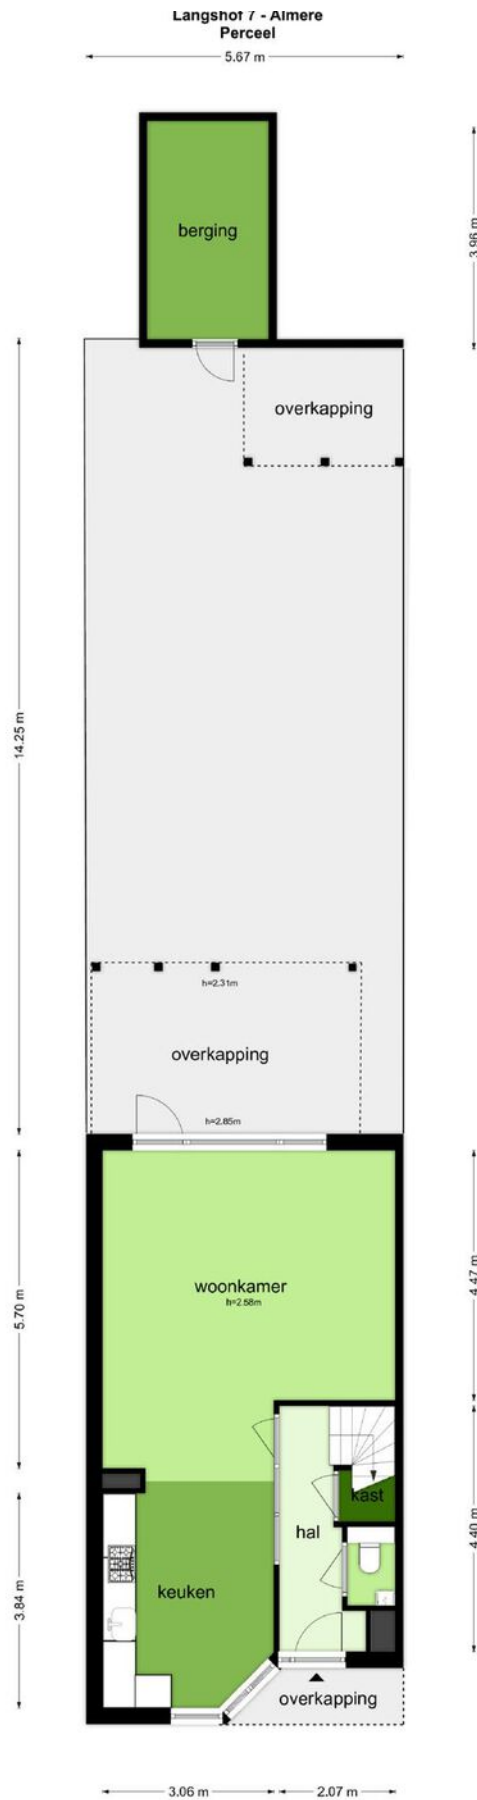 Langshof 7 - Almere
Perceel
5.67 m
3.96 m
berging
overkapping
14.25 m
h=2.31m
overkapping
h=2.85m
woonkamer
h=2.58m
5.70 m
4.47 m
kast
hal
4.40 m
keuken
3.84 m
overkapping
3.06 m
2.07 m